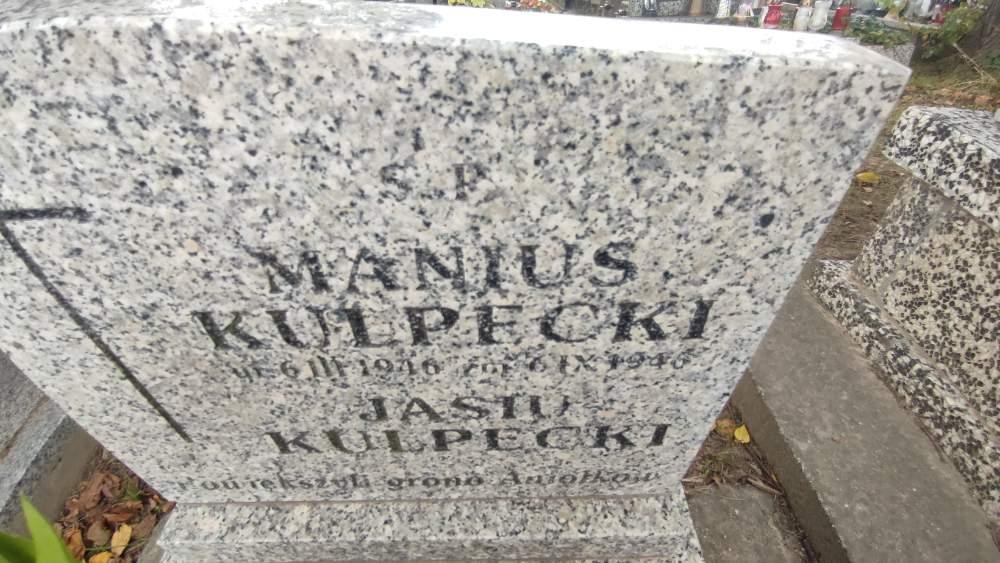 Ś P
MANIUS
KULPECKI
ur 6 III 1946 zm 6 IX 1946
JASIU
KULPECKI
Powiększyli grono Aniołków